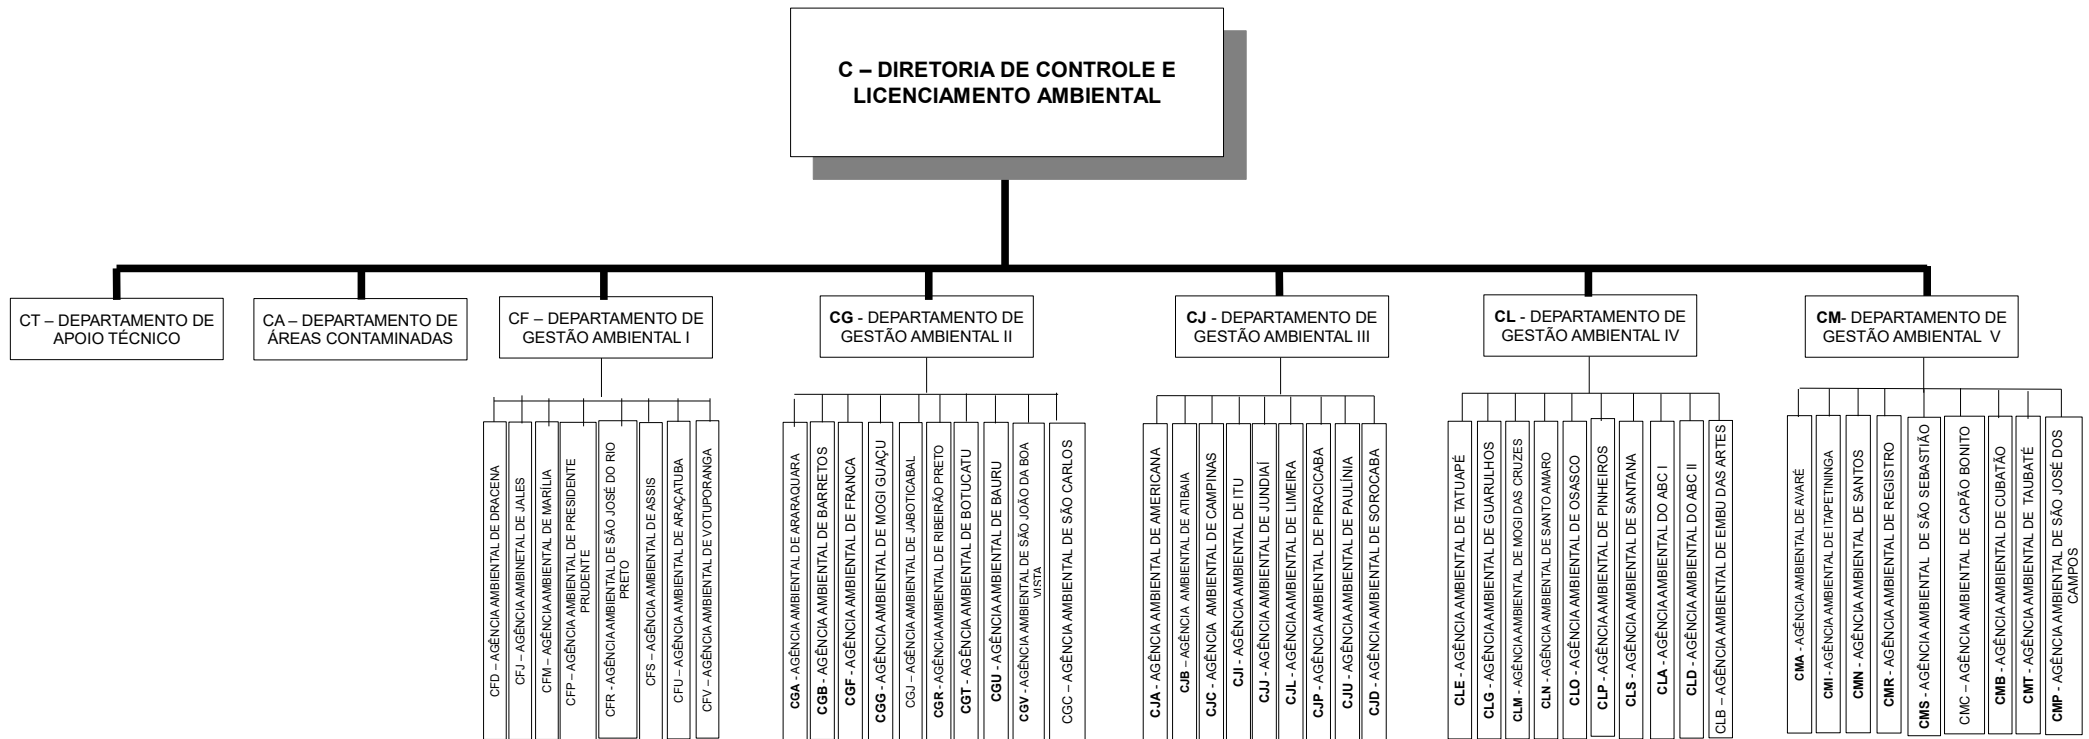 C – DIRETORIA DE CONTROLE E
LICENCIAMENTO AMBIENTAL
CT – DEPARTAMENTO DE
APOIO TÉCNICO
CA – DEPARTAMENTO DE
ÁREAS CONTAMINADAS
CF – DEPARTAMENTO DE
GESTÃO AMBIENTAL I
CG - DEPARTAMENTO DE
GESTÃO AMBIENTAL II
CJ - DEPARTAMENTO DE
GESTÃO AMBIENTAL III
CL - DEPARTAMENTO DE
GESTÃO AMBIENTAL IV
CM- DEPARTAMENTO DE
GESTÃO AMBIENTAL V
CFD – AGÊNCIA AMBIENTAL DE DRACENA
CFJ – AGÊNCIA AMBINETAL DE JALES
CFM – AGÊNCIA AMBIENTAL DE MARÍLIA
CFP – AGÊNCIA AMBIENTAL DE PRESIDENTE
PRUDENTE
CFR - AGÊNCIA AMBIENTAL DE SÃO JOSÉ DO RIO
PRETO
CFS – AGÊNCIA AMBIENTAL DE ASSIS
CFU – AGÊNCIA AMBIENTAL DE ARAÇATUBA
CFV – AGÊNCIA AMBIENTAL DE VOTUPORANGA
CGA - AGÊNCIA AMBIENTAL DE ARARAQUARA
CGB - AGÊNCIA AMBIENTAL DE BARRETOS
CGF - AGÊNCIA AMBIENTAL DE FRANCA
CGG - AGÊNCIA AMBIENTAL DE MOGI GUAÇU
CGJ – AGÊNCIA AMBIENTAL DE JABOTICABAL
CGR - AGÊNCIA AMBIENTAL DE RIBEIRÃO PRETO
CGT - AGÊNCIA AMBIENTAL DE BOTUCATU
CGU - AGÊNCIA AMBIENTAL DE BAURU
CGV - AGÊNCIA AMBIENTAL DE SÃO JOÃO DA BOA
VISTA
CGC – AGÊNCIA AMBIENTAL DE SÃO CARLOS
CJA - AGÊNCIA AMBIENTAL DE AMERICANA
CJB – AGÊNCIA AMBIENTAL DE ATIBAIA
CJC - AGÊNCIA AMBIENTAL DE CAMPINAS
CJI - AGÊNCIA AMBIENTAL DE ITU
CJJ - AGÊNCIA AMBIENTAL DE JUNDIAÍ
CJL - AGÊNCIA AMBIENTAL DE LIMEIRA
CJP - AGÊNCIA AMBIENTAL DE PIRACICABA
CJU - AGÊNCIA AMBIENTAL DE PAULÍNIA
CJD - AGÊNCIA AMBIENTAL DE SOROCABA
CLE - AGÊNCIA AMBIENTAL DE TATUAPÉ
CLG - AGÊNCIA AMBIENTAL DE GUARULHOS
CLM - AGÊNCIA AMBIENTAL DE MOGI DAS CRUZES
CLN - AGÊNCIA AMBIENTAL DE SANTO AMARO
CLO - AGÊNCIA AMBIENTAL DE OSASCO
CLP - AGÊNCIA AMBIENTAL DE PINHEIROS
CLS - AGÊNCIA AMBIENTAL DE SANTANA
CLA - AGÊNCIA AMBIENTAL DO ABC I
CLD - AGÊNCIA AMBIENTAL DO ABC II
CLB – AGÊNCIA AMBIENTAL DE EMBU DAS ARTES
CMA - AGÊNCIA AMBIENTAL DE AVARÉ
CMI - AGÊNCIA AMBIENTAL DE ITAPETININGA
CMN - AGÊNCIA AMBIENTAL DE SANTOS
CMR - AGÊNCIA AMBIENTAL DE REGISTRO
CMS - AGÊNCIA AMBIENTAL DE SÃO SEBASTIÃO
CMC – AGÊNCIA AMBIENTAL DE CAPÃO BONITO
CMB - AGÊNCIA AMBIENTAL DE CUBATÃO
CMT - AGÊNCIA AMBIENTAL DE TAUBATÉ
CMP - AGÊNCIA AMBIENTAL DE SÃO JOSÉ DOS
CAMPOS